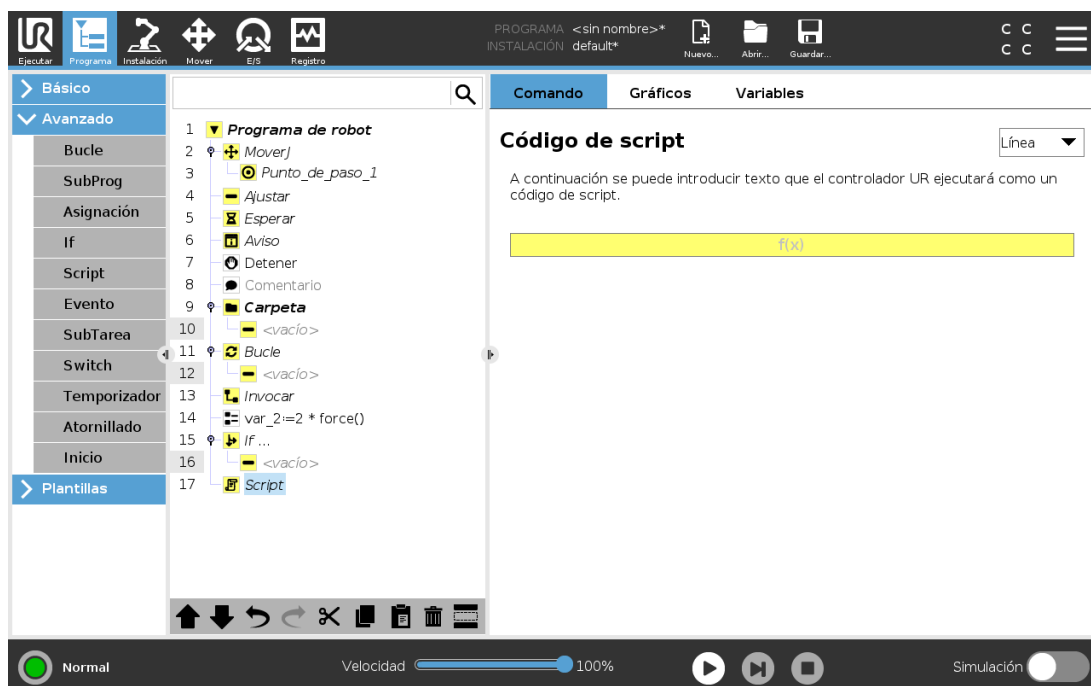 PROGRAMA <sin nombre>*
INSTALACIÓN default*
UR
Ejecutar
Programa
Instalación
Mover
E/S
Registro
Nuevo...
Abrir...
Guardar...
C C
C C
Básico
Avanzado
Bucle
SubProg
Asignación
If
Script
Evento
SubTarea
Switch
Temporizador
Atornillado
Inicio
Plantillas
1 Programa de robot
2 MoverJ
3 Punto_de_paso_1
4 Ajustar
5 Esperar
6 Aviso
7 Detener
8 Comentario
9 Carpeta
10 <vacío>
11 Bucle
12 <vacío>
13 Invocar
14 var_2:=2 * force()
15 If ...
16 <vacío>
17 Script
Comando Gráficos Variables
Código de script
Línea
A continuación se puede introducir texto que el controlador UR ejecutará como un
código de script.
f(x)
Normal
Velocidad 100%
Simulación